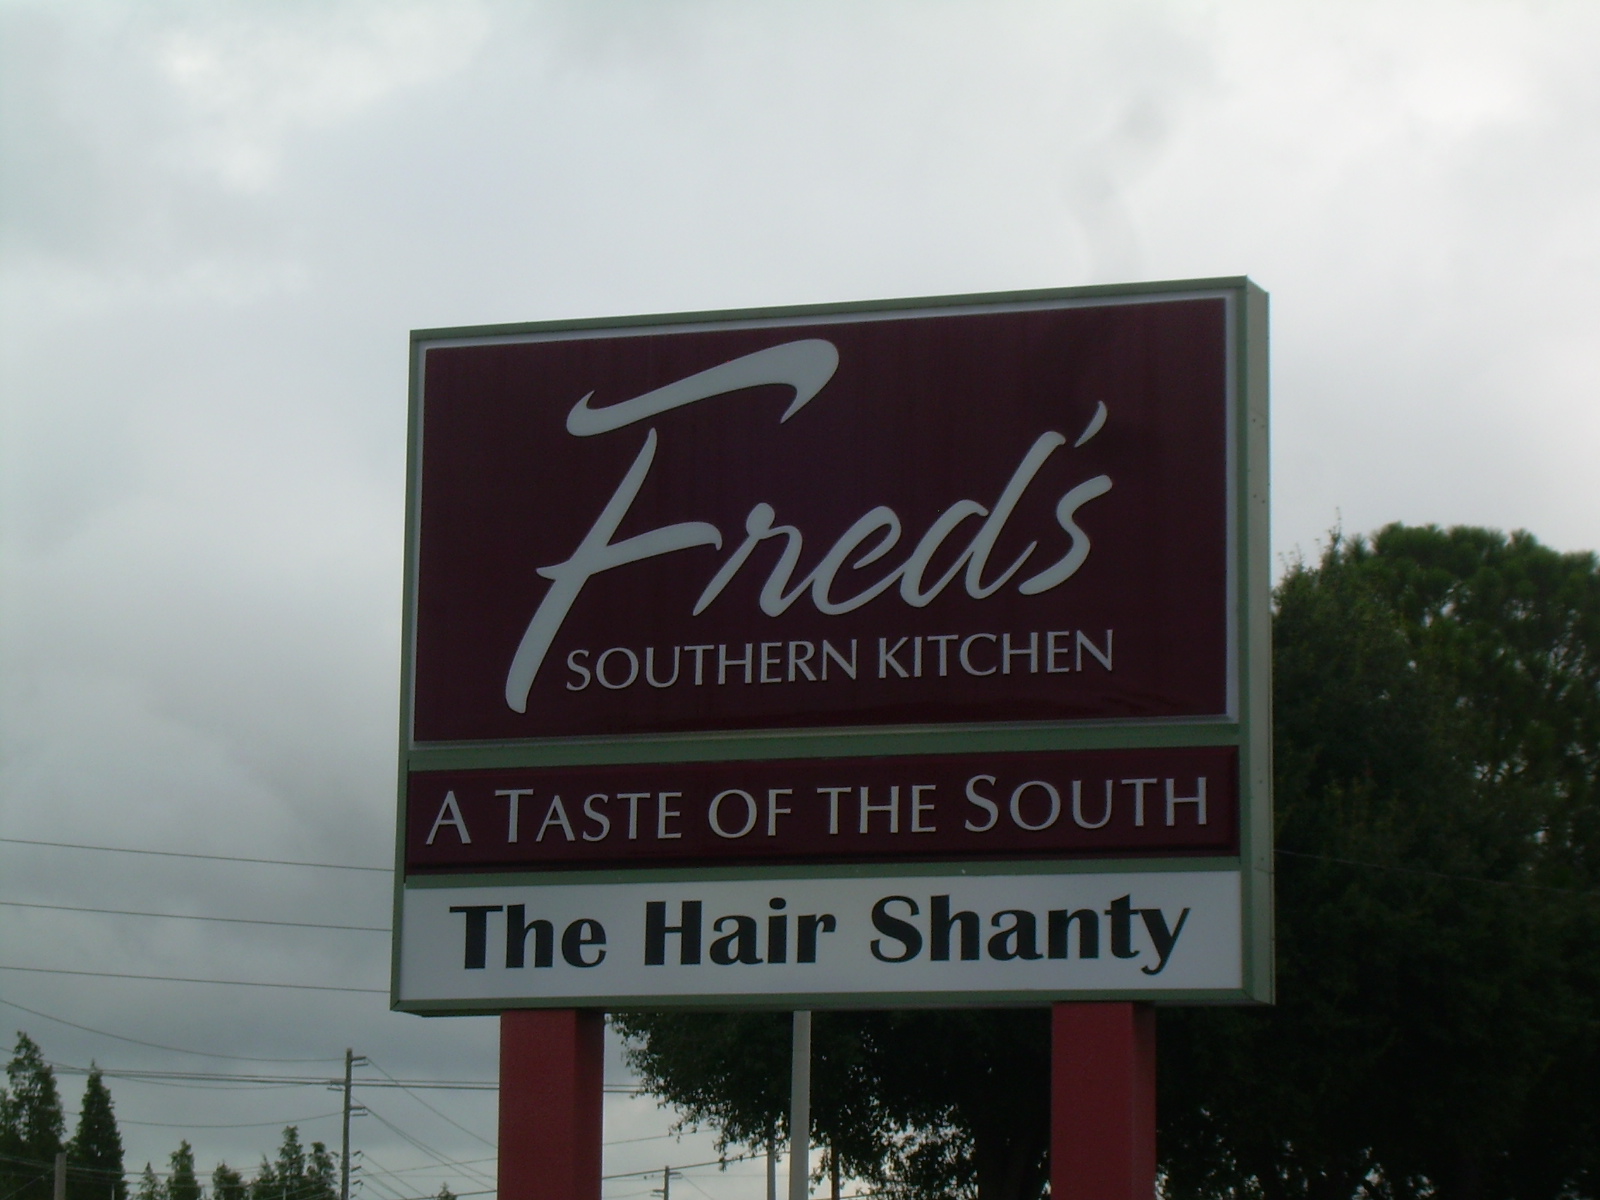 Fred's
SOUTHERN KITCHEN
A TASTE OF THE SOUTH
The Hair Shanty